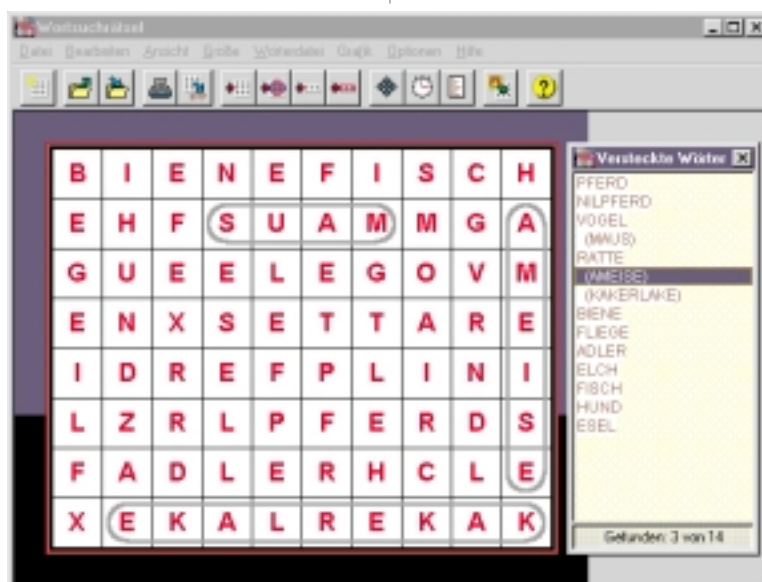 Wortsuchrätsel
Datei Bearbeiten Ansicht Größe Wörterdatei Grafik Optionen Hilfe
B I E N E F I S C H
E H F S U A M M G A
G U E E L E G O V M
E N X S E T T A R E
I D R E F P L I N I
L Z R L P F E R D S
F A D L E R H C L E
X E K A L R E K A K
Versteckte Wörter
PFERD
NILPFERD
VOGEL
(MAUS)
RATTE
(AMEISE)
(KAKERLAKE)
BIENE
FLIEGE
ADLER
ELCH
FISCH
HUND
ESEL
Gefunden: 3 von 14